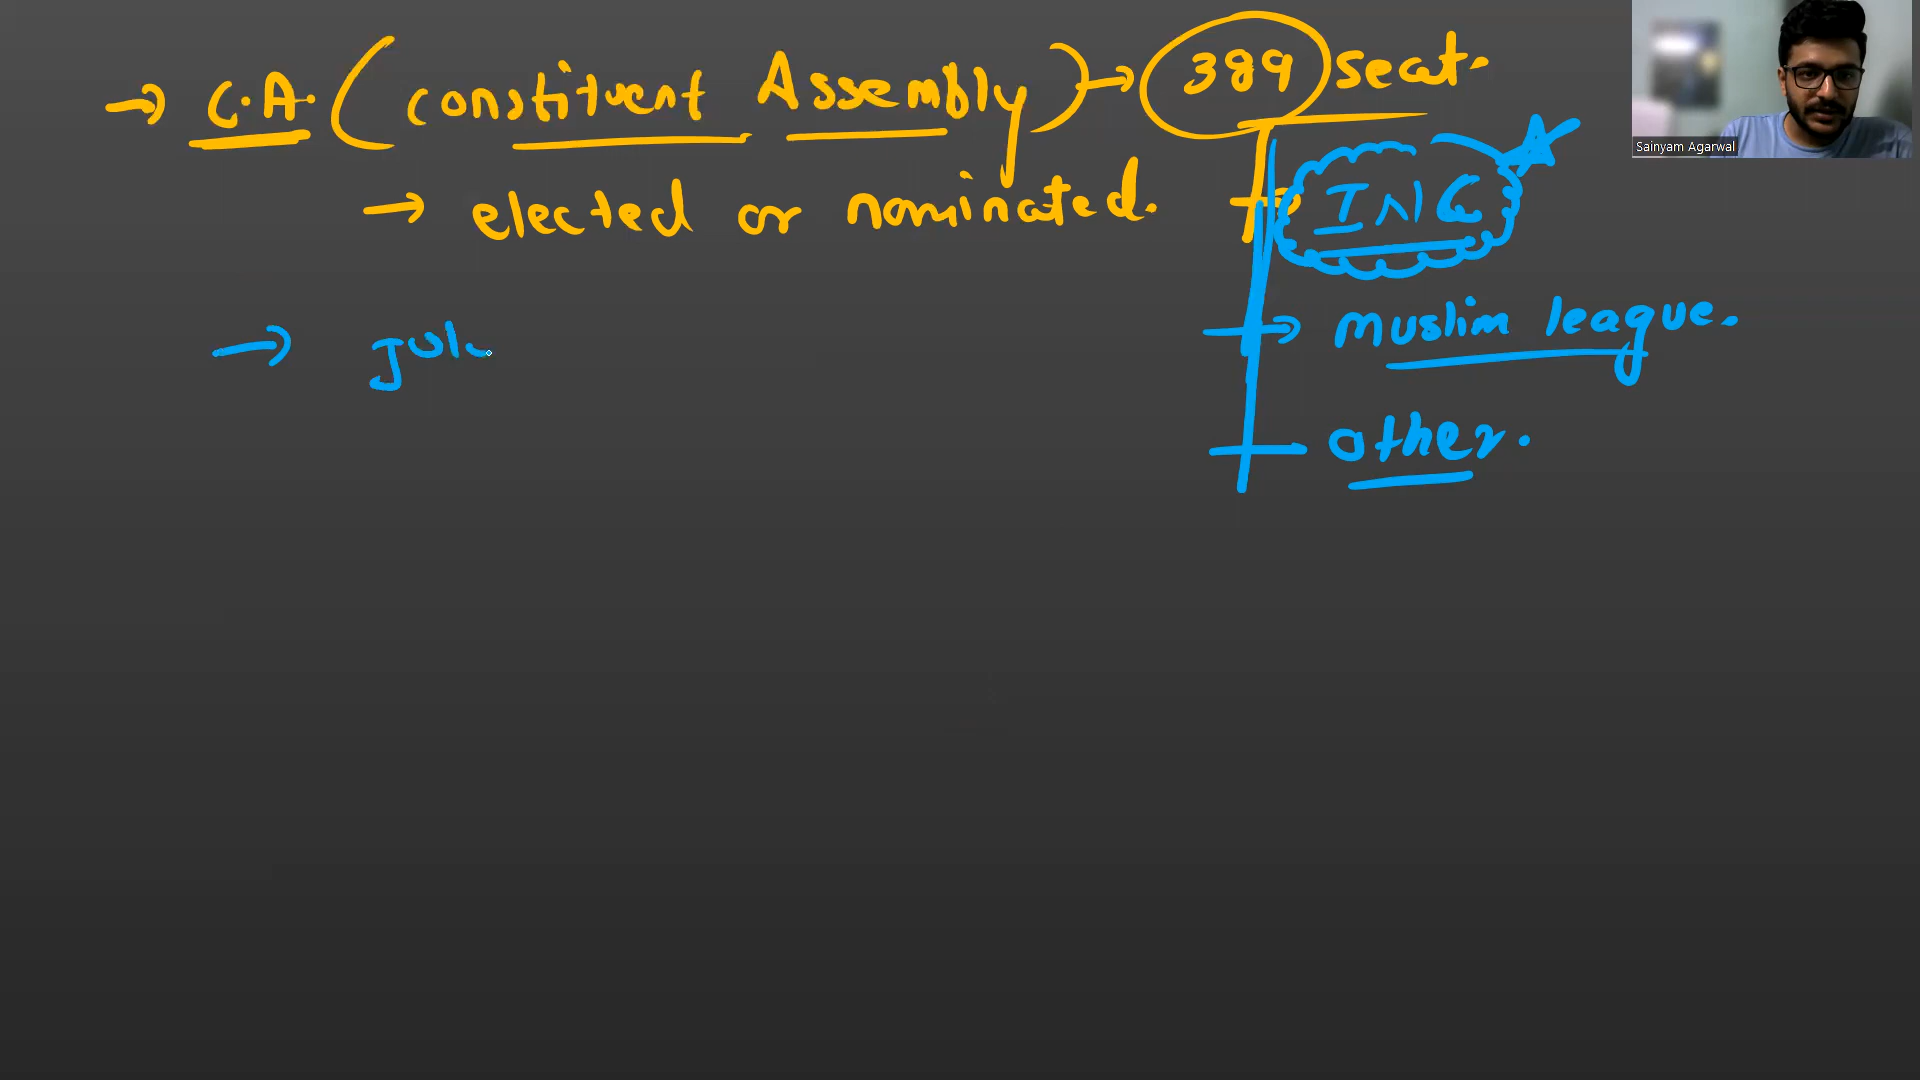 → C.A. (constituent Assembly) → 389 seat.
→ elected or nominated.
INC
→ muslim league.
other.
→ Jul
Sainyam Agarwal